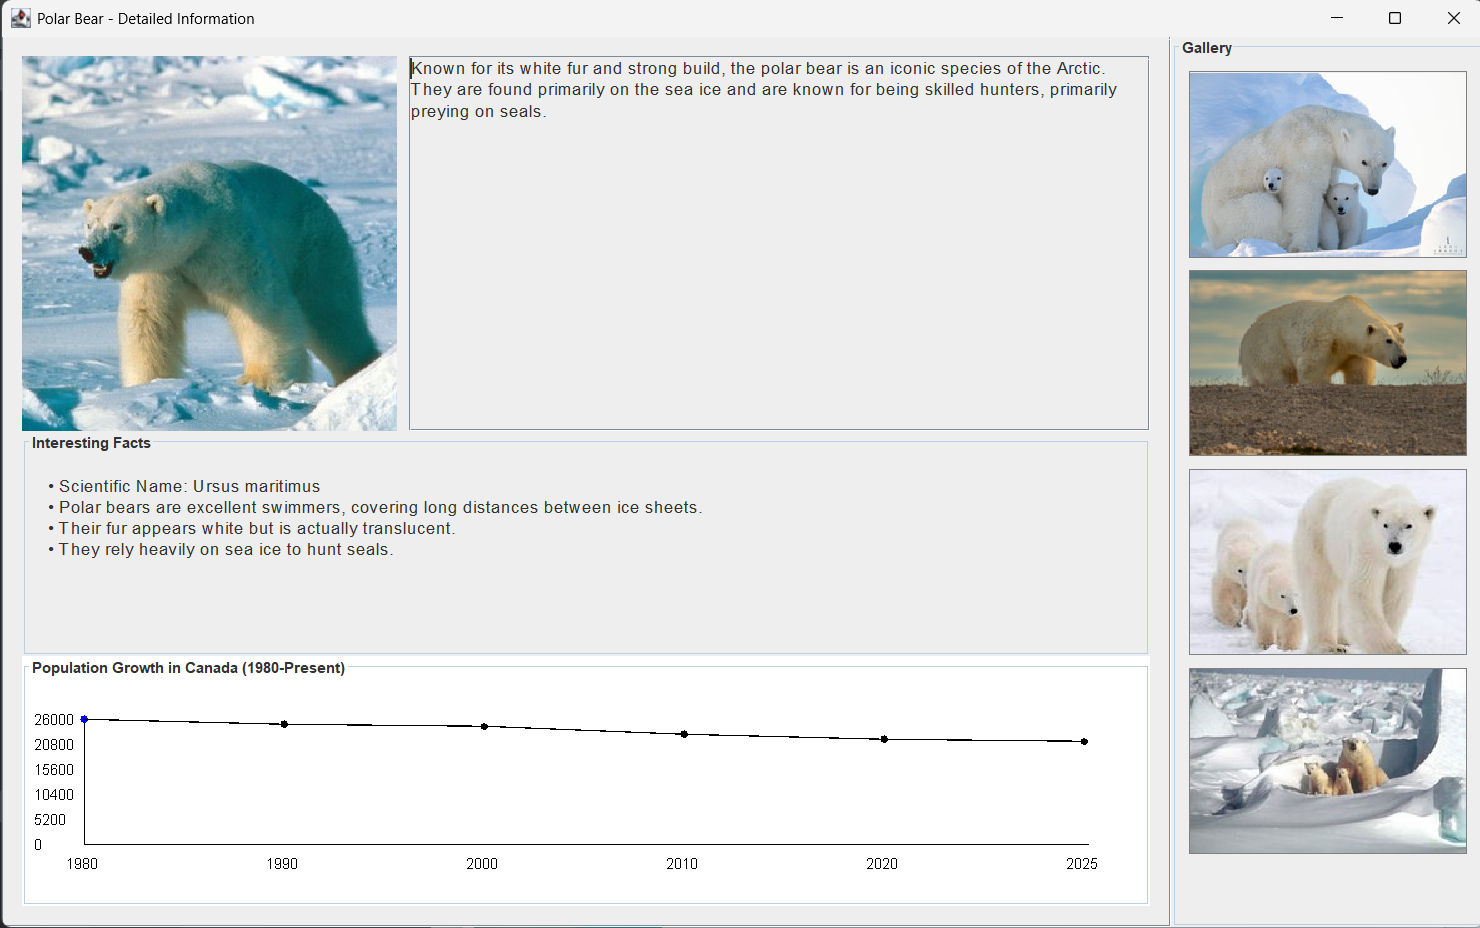 Polar Bear - Detailed Information
Known for its white fur and strong build, the polar bear is an iconic species of the Arctic.
They are found primarily on the sea ice and are known for being skilled hunters, primarily
preying on seals.
Interesting Facts
• Scientific Name: Ursus maritimus
• Polar bears are excellent swimmers, covering long distances between ice sheets.
• Their fur appears white but is actually translucent.
• They rely heavily on sea ice to hunt seals.
Population Growth in Canada (1980-Present)
26000
20800
15600
10400
5200
0
1980 1990 2000 2010 2020 2025
Gallery